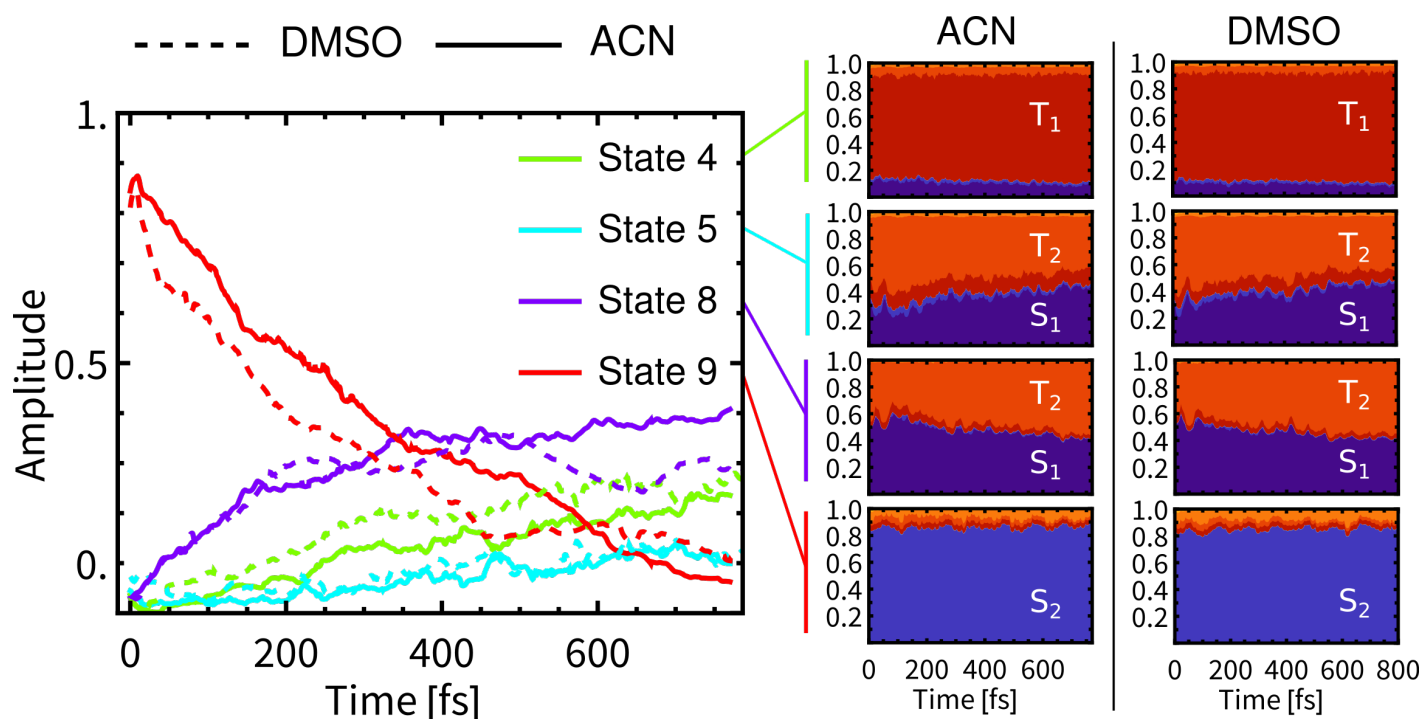 DMSO ACN
1.
0.5
0.
Amplitude
State 4
State 5
State 8
State 9
0 200 400 600
Time [fs]
ACN DMSO
1.0 1.0
0.8 0.8
T₁ T₁
0.6 0.6
0.4 0.4
0.2 0.2
1.0 1.0
0.8 0.8
T₂ T₂
0.6 0.6
0.4 0.4
S₁ S₁
0.2 0.2
1.0 1.0
0.8 0.8
T₂ T₂
0.6 0.6
0.4 0.4
S₁ S₁
0.2 0.2
1.0 1.0
0.8 0.8
0.6 0.6
0.4 0.4
S₂ S₂
0.2 0.2
0 200 400 600 0 200 400 600 800
Time [fs] Time [fs]